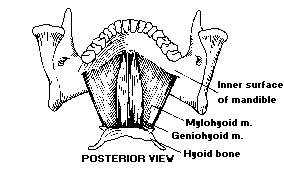 Inner surface
of mandible
Mylohyoid m.
Geniohyoid m.
Hyoid bone
POSTERIOR VIEW